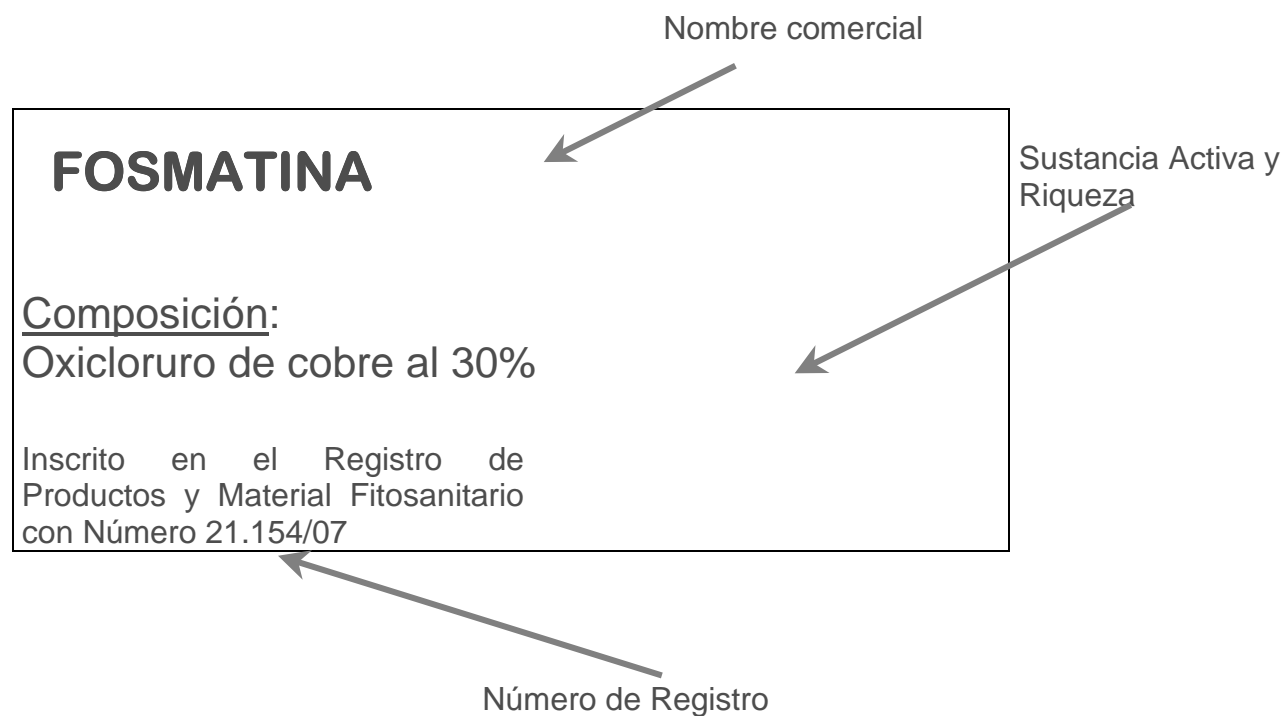 Nombre comercial
FOSMATINA
Sustancia Activa y
Riqueza
Composición:
Oxicloruro de cobre al 30%
Inscrito en el Registro de
Productos y Material Fitosanitario
con Número 21.154/07
Número de Registro